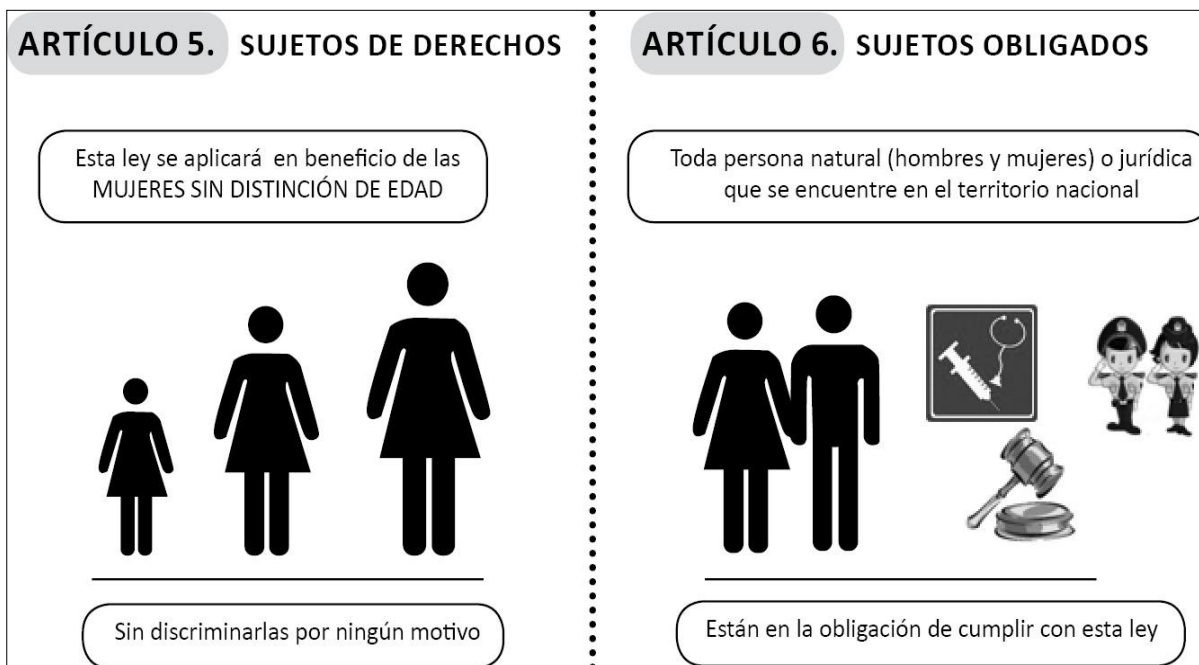 ARTÍCULO 5. SUJETOS DE DERECHOS
Esta ley se aplicará en beneficio de las
MUJERES SIN DISTINCIÓN DE EDAD
Sin discriminarlas por ningún motivo
ARTÍCULO 6. SUJETOS OBLIGADOS
Toda persona natural (hombres y mujeres) o jurídica
que se encuentre en el territorio nacional
Están en la obligación de cumplir con esta ley